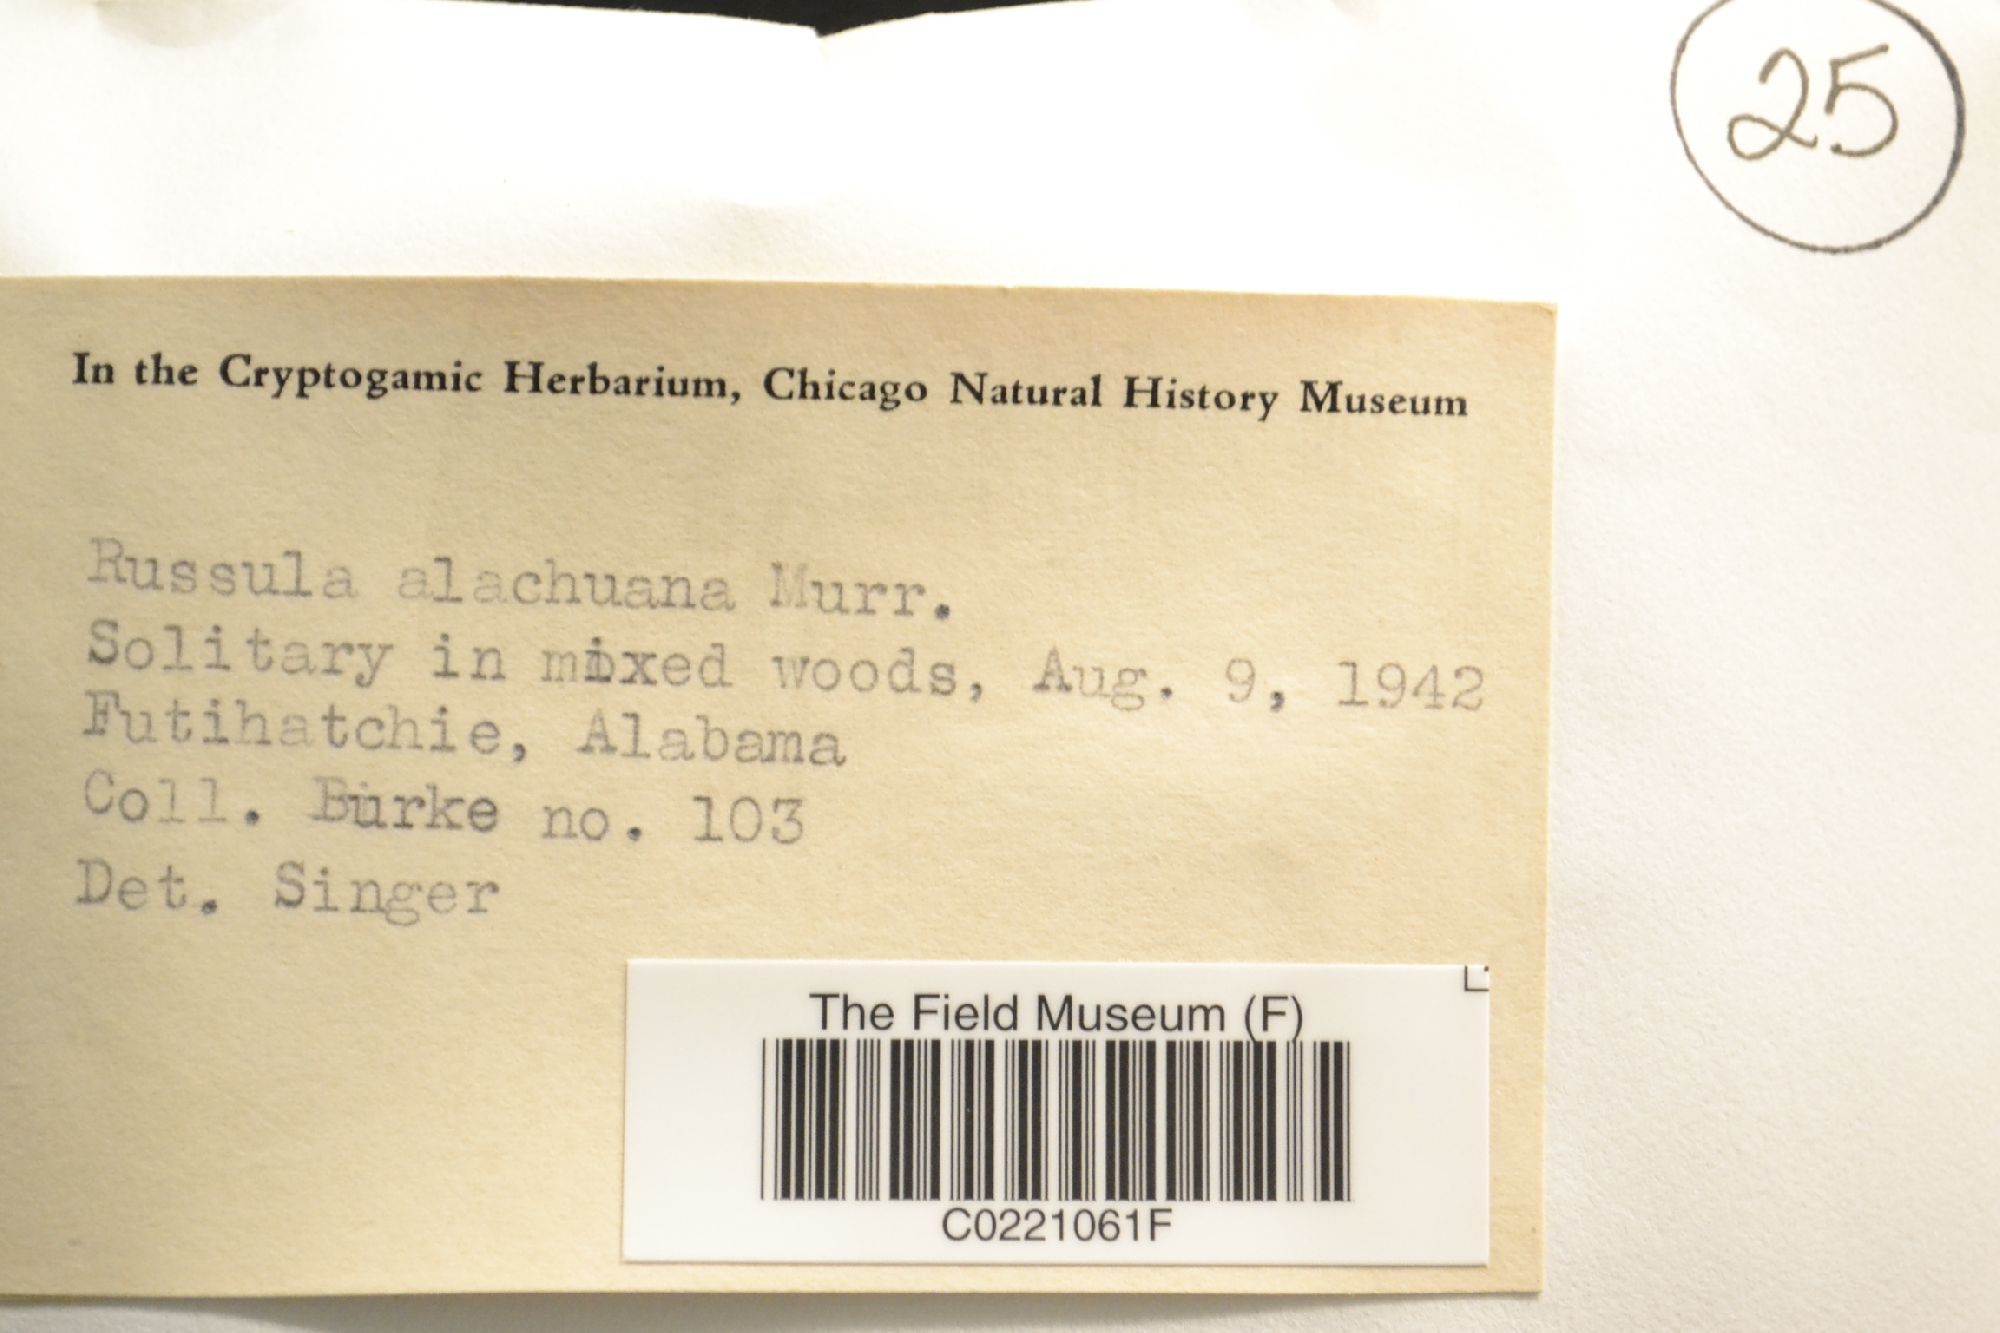 25
In the Cryptogamic Herbarium, Chicago Natural History Museum
Russula alachuana Murr.
Solitary in mixed woods, Aug. 9, 1942
Futihatchie, Alabama
Coll. Burke no. 103
Det. Singer
The Field Museum (F)
C0221061F